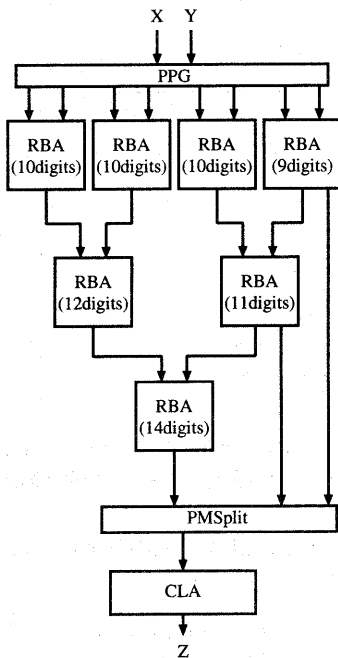 X Y
PPG
RBA
(10digits)
RBA
(10digits)
RBA
(10digits)
RBA
(9digits)
RBA
(12digits)
RBA
(11digits)
RBA
(14digits)
PMSplit
CLA
Z